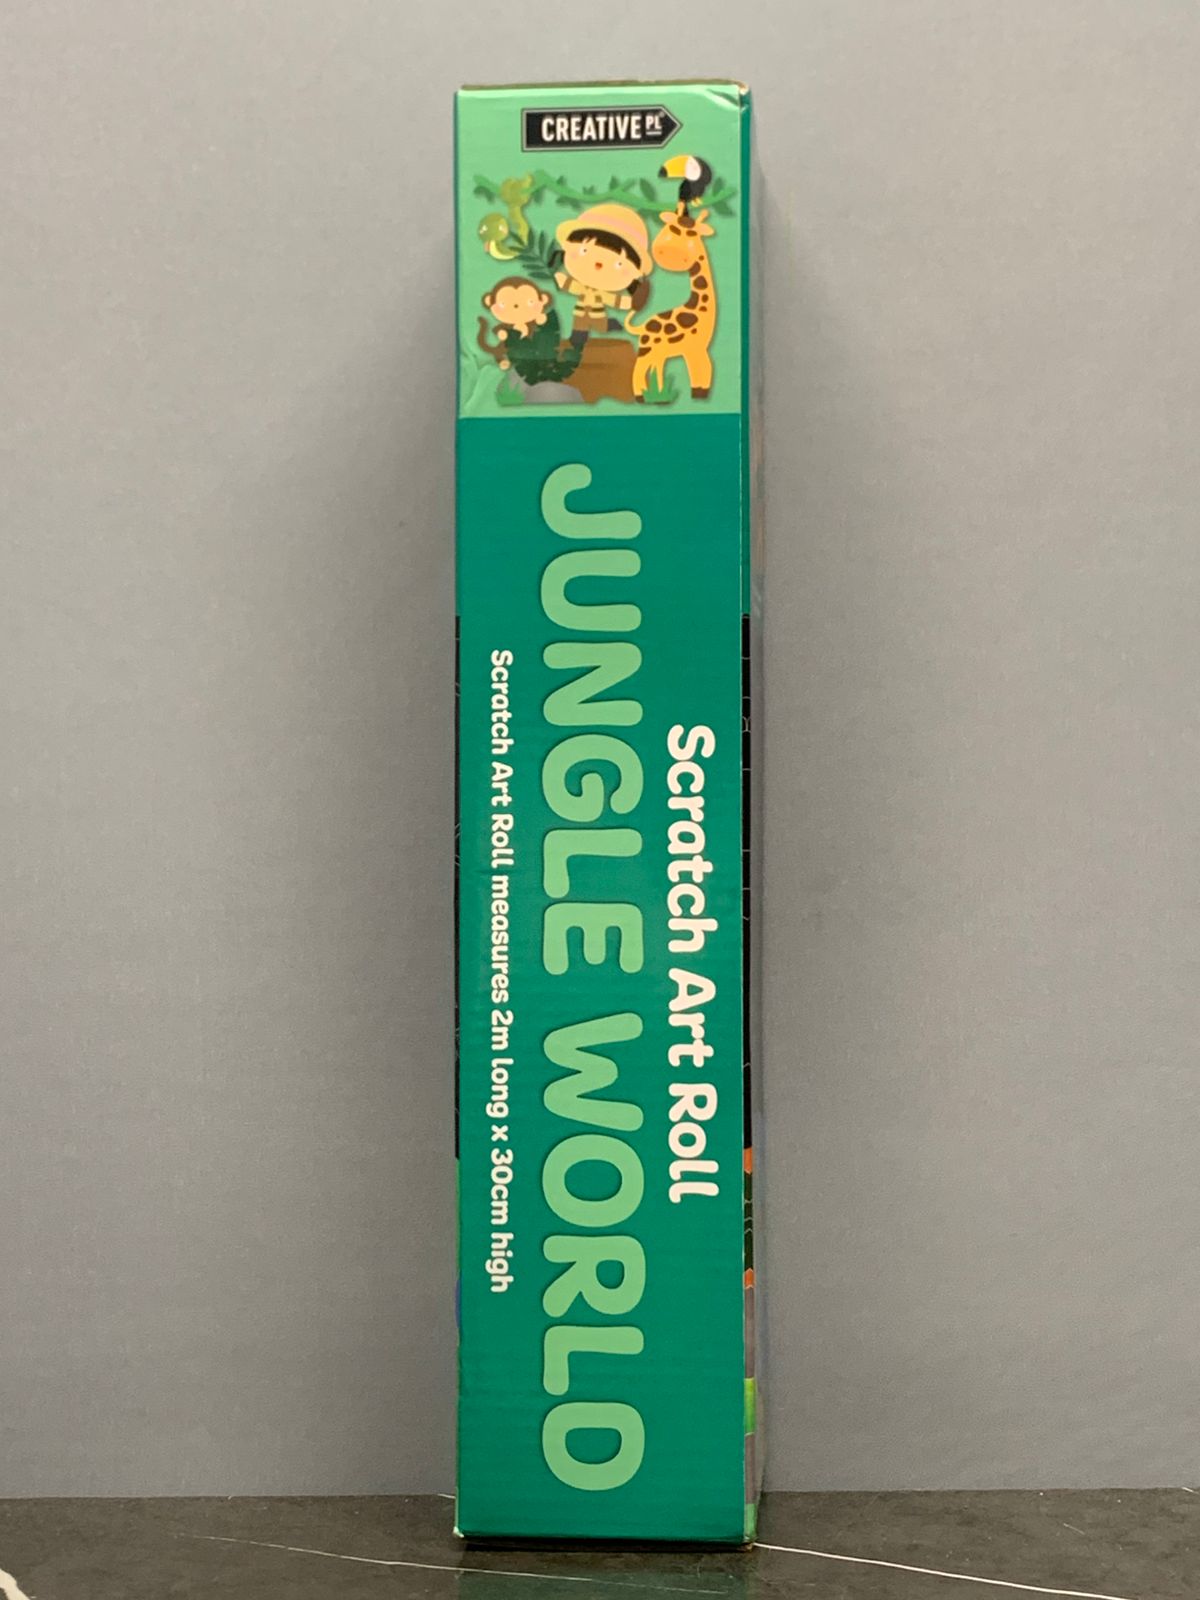 CREATIVE PL
Scratch Art Roll
JUNGLE WORLD
Scratch Art Roll measures 2m long x 30cm high